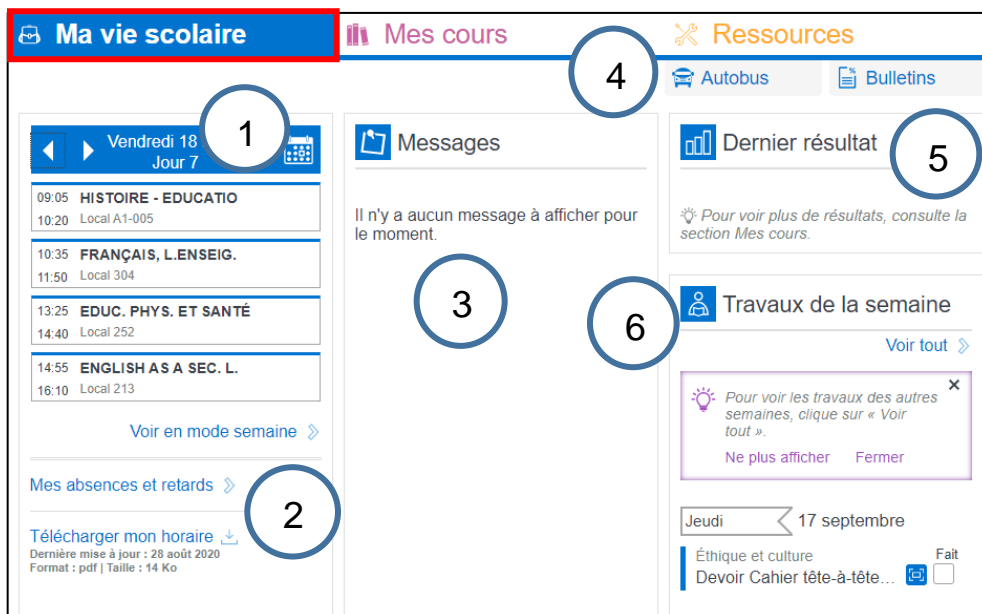 Ma vie scolaire
Mes cours
Ressources
4
Autobus
Bulletins
1
Vendredi 18
Jour 7
09:05 HISTOIRE - EDUCATIO
10:20 Local A1-005
10:35 FRANÇAIS, L.ENSEIG.
11:50 Local 304
13:25 EDUC. PHYS. ET SANTÉ
14:40 Local 252
14:55 ENGLISH AS A SEC. L.
16:10 Local 213
Voir en mode semaine
Mes absences et retards
2
Télécharger mon horaire
Dernière mise à jour : 28 août 2020
Format : pdf | Taille : 14 Ko
Messages
Il n'y a aucun message à afficher pour
le moment.
3
Dernier résultat
5
Pour voir plus de résultats, consulte la
section Mes cours.
6
Travaux de la semaine
Voir tout
Pour voir les travaux des autres
semaines, clique sur « Voir
tout ».
Ne plus afficher Fermer
Jeudi 17 septembre
Éthique et culture Fait
Devoir Cahier tête-à-tête...